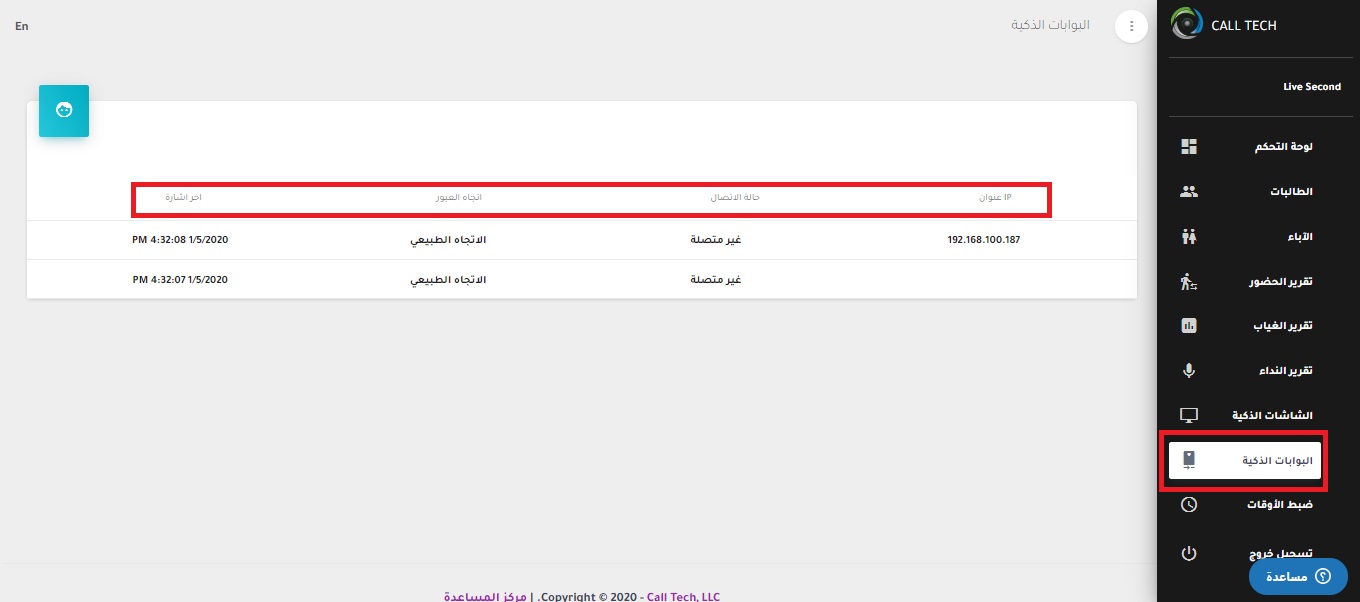 CALL TECH
البوابات الذكية
En
Live Second
لوحة التحكم
الطالبات
الآباء
تقرير الحضور
تقرير الغياب
تقرير النداء
الشاشات الذكية
البوابات الذكية
ضبط الأوقات
تسجيل خروج
مساعدة
عنوان IP	حالة الاتصال	اتجاه العبور	اخر اشارة
192.168.100.187	غير متصلة	الاتجاه الطبيعي	1/5/2020 4:32:08 PM
غير متصلة	الاتجاه الطبيعي	1/5/2020 4:32:07 PM
مركز المساعدة | .Copyright © 2020 - Call Tech, LLC